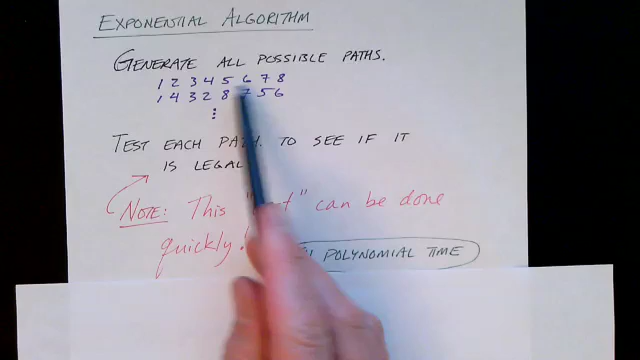 EXPONENTIAL ALGORITHM
GENERATE ALL POSSIBLE PATHS.
1 2 3 4 5 6 7 8
1 4 3 2 8 7 5 6
⋮
TEST EACH PATH TO SEE IF IT
IS LEGAL
NOTE: This can be done
quickly!
POLYNOMIAL TIME